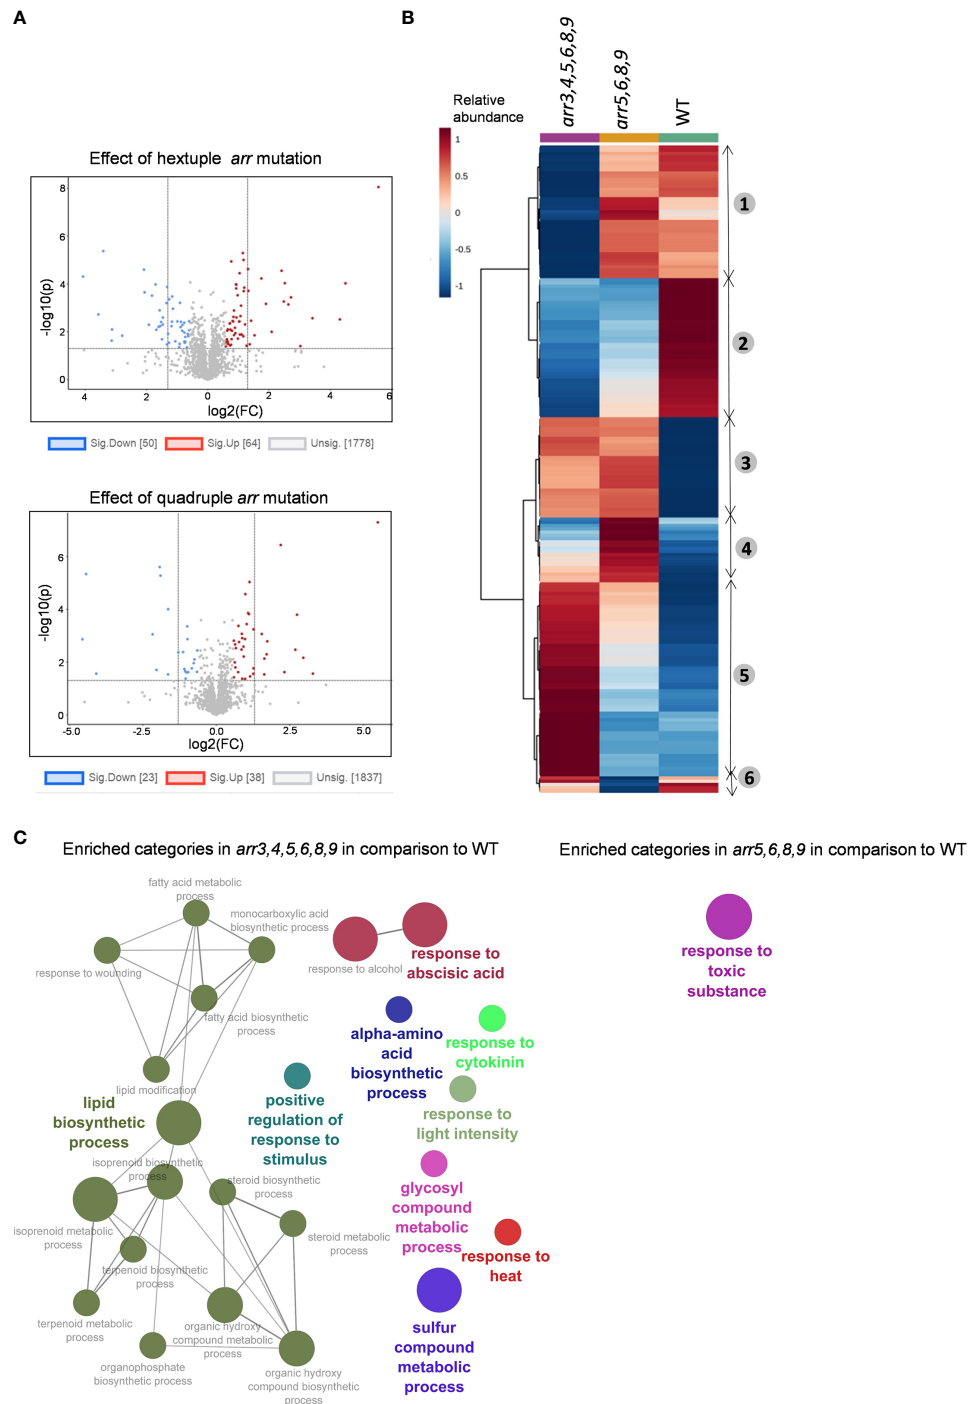 A
B
arr3,4,5,6,8,9
arr5,6,8,9
WT
Relative
abundance
1
0.5
0
-0.5
-1
Effect of hextuple arr mutation
8
6
4
2
0
-log10(p)
4
2
0
2
4
6
log2(FC)
Sig.Down [50]
Sig.Up [64]
Unsig. [1778]
Effect of quadruple arr mutation
6
4
2
0
-log10(p)
-5.0
-2.5
0.0
2.5
5.0
log2(FC)
Sig.Down [23]
Sig.Up [38]
Unsig. [1837]
1
2
3
4
5
6
C
Enriched categories in arr3,4,5,6,8,9 in comparison to WT
Enriched categories in arr5,6,8,9 in comparison to WT
fatty acid metabolic
process
monocarboxylic acid
biosynthetic process
response to wounding
fatty acid biosynthetic
process
lipid modification
lipid
biosynthetic
process
isoprenoid biosynthetic
process
steroid biosynthetic
process
isoprenoid metabolic
process
steroid metabolic
process
terpenoid biosynthetic
process
terpenoid metabolic
process
organic hydroxy
compound metabolic
process
organophosphate
biosynthetic process
organic hydroxy
compound biosynthetic
process
response to alcohol
response to
abscisic acid
alpha-amino
acid
biosynthetic
process
response to
cytokinin
positive
regulation of
response to
stimulus
response to
light intensity
glycosyl
compound
metabolic
process
response to
heat
sulfur
compound
metabolic
process
response to
toxic
substance